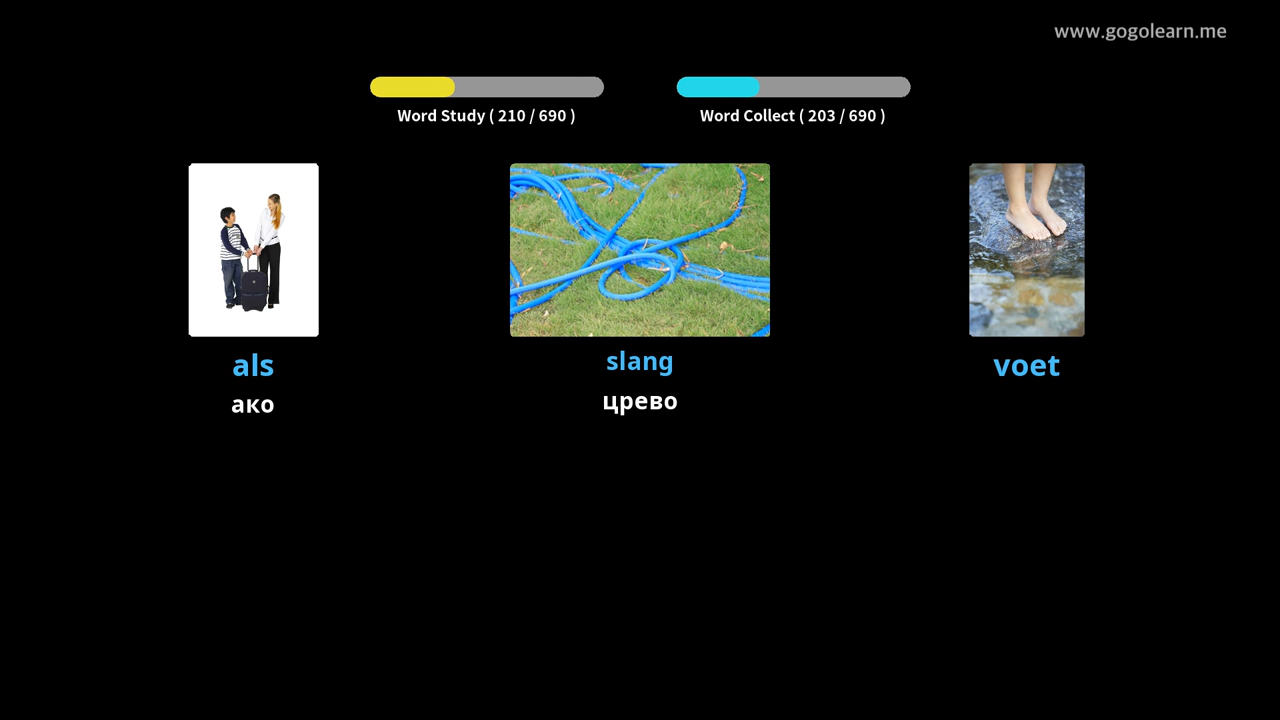 www.gogolearn.me
Word Study ( 210 / 690 )
Word Collect ( 203 / 690 )
als
ако
slang
црево
voet